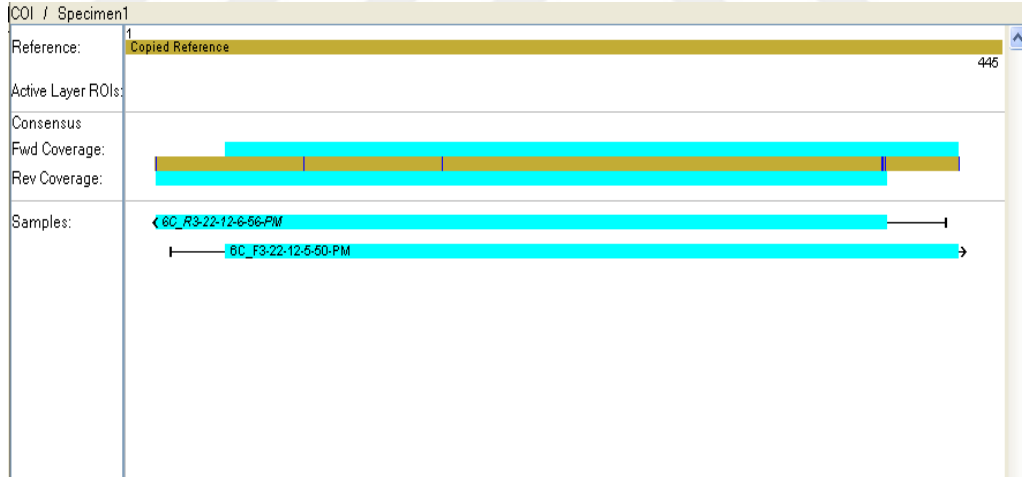 COI / Specimen1
1
Reference:
Copied Reference
445
Active Layer ROIs:
Consensus
Fwd Coverage:
Rev Coverage:
Samples:
6C_R3-22-12-6-56-PM
6C_F3-22-12-5-50-PM